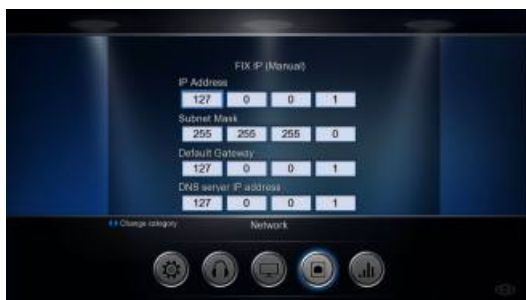 FIX IP (Manual)
IP Address
127 0 0 1
Subnet Mask
255 255 255 0
Default Gateway
127 0 0 1
DNS server IP address
127 0 0 1
Change category
Network